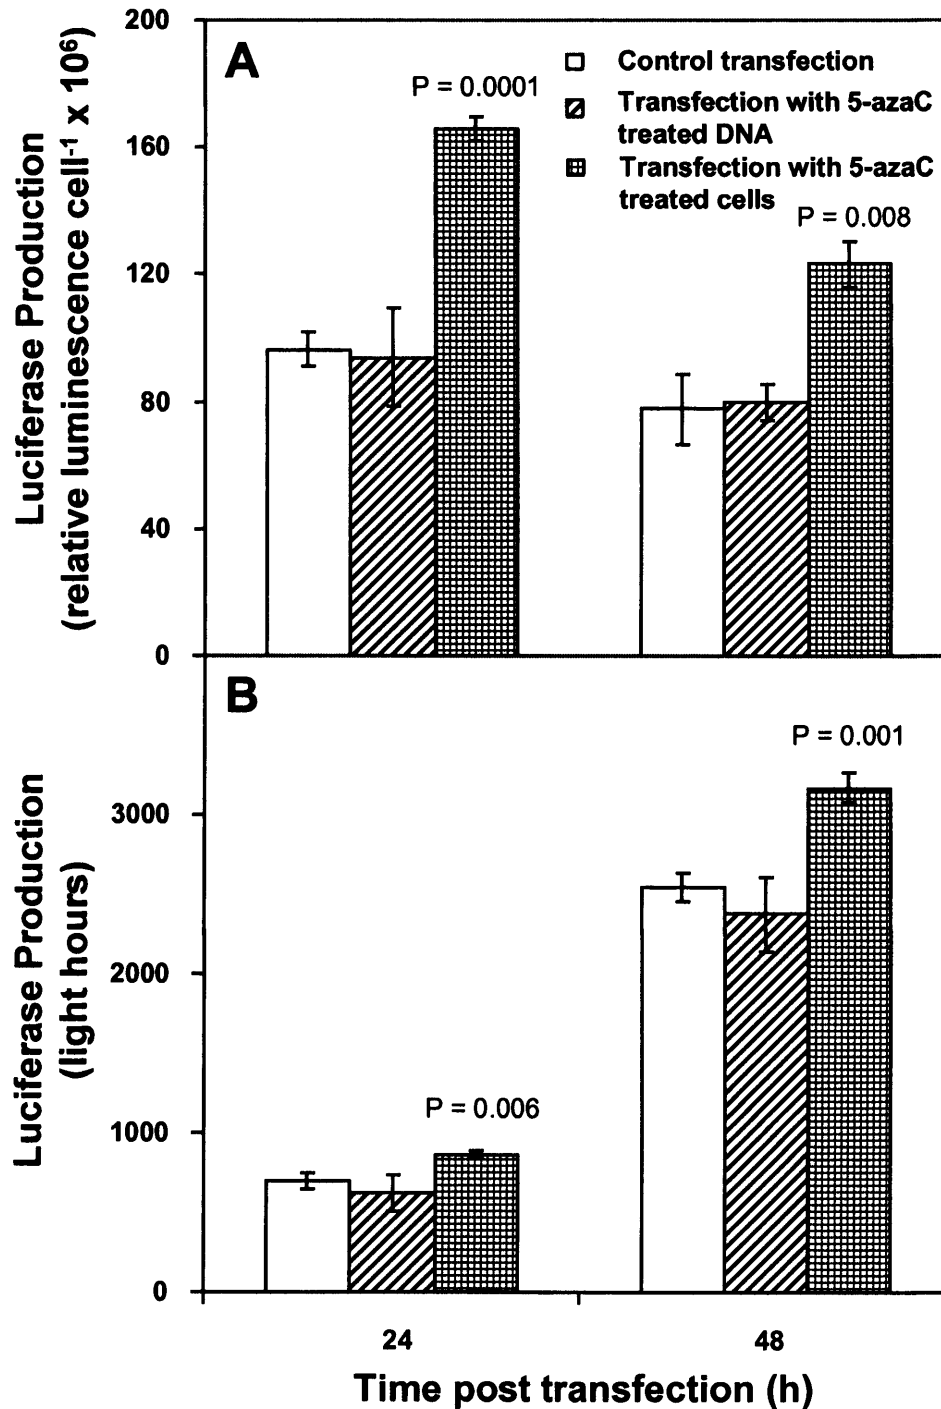 A
Luciferase Production
(relative luminescence cell⁻¹ x 10⁶)
200
160
120
80
40
0
Control transfection
Transfection with 5-azaC
treated DNA
Transfection with 5-azaC
treated cells
P = 0.0001
P = 0.008
B
Luciferase Production
(light hours)
3000
2000
1000
0
P = 0.006
P = 0.001
24
48
Time post transfection (h)